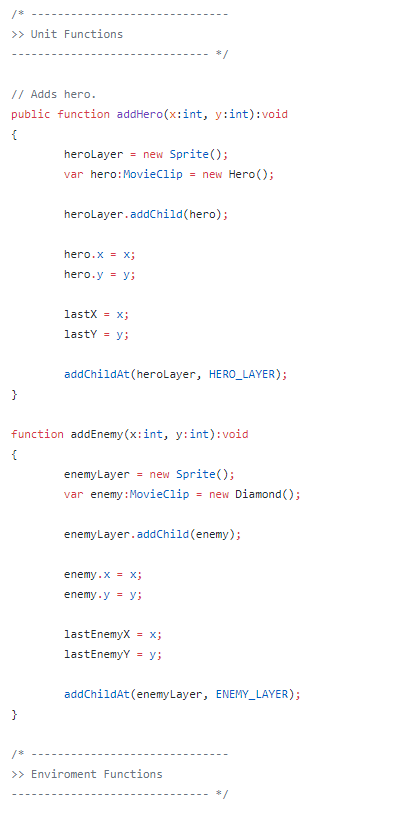 /* ------------------------------
>> Unit Functions
------------------------------ */
// Adds hero.
public function addHero(x:int, y:int):void
{
heroLayer = new Sprite();
var hero:MovieClip = new Hero();
heroLayer.addChild(hero);
hero.x = x;
hero.y = y;
lastX = x;
lastY = y;
addChildAt(heroLayer, HERO_LAYER);
}
function addEnemy(x:int, y:int):void
{
enemyLayer = new Sprite();
var enemy:MovieClip = new Diamond();
enemyLayer.addChild(enemy);
enemy.x = x;
enemy.y = y;
lastEnemyX = x;
lastEnemyY = y;
addChildAt(enemyLayer, ENEMY_LAYER);
}
/* ------------------------------
>> Enviroment Functions
------------------------------ */